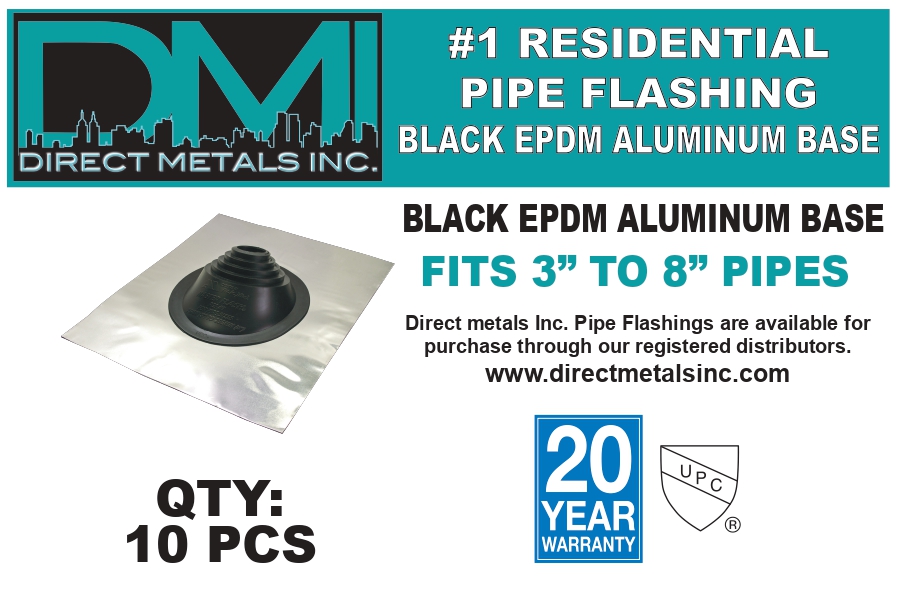 DMI
DIRECT METALS INC.
#1 RESIDENTIAL
PIPE FLASHING
BLACK EPDM ALUMINUM BASE
BLACK EPDM ALUMINUM BASE
FITS 3” TO 8” PIPES
Direct metals Inc. Pipe Flashings are available for
purchase through our registered distributors.
www.directmetalsinc.com
QTY:
10 PCS
20
YEAR
WARRANTY
UPC
®